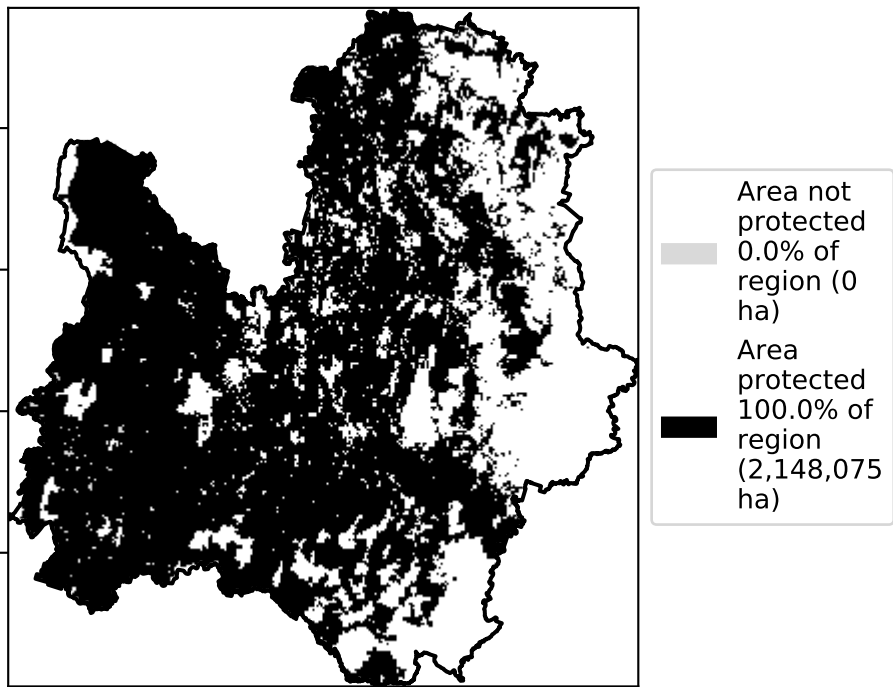 Area not
protected
0.0% of
region (0
ha)
Area
protected
100.0% of
region
(2,148,075
ha)